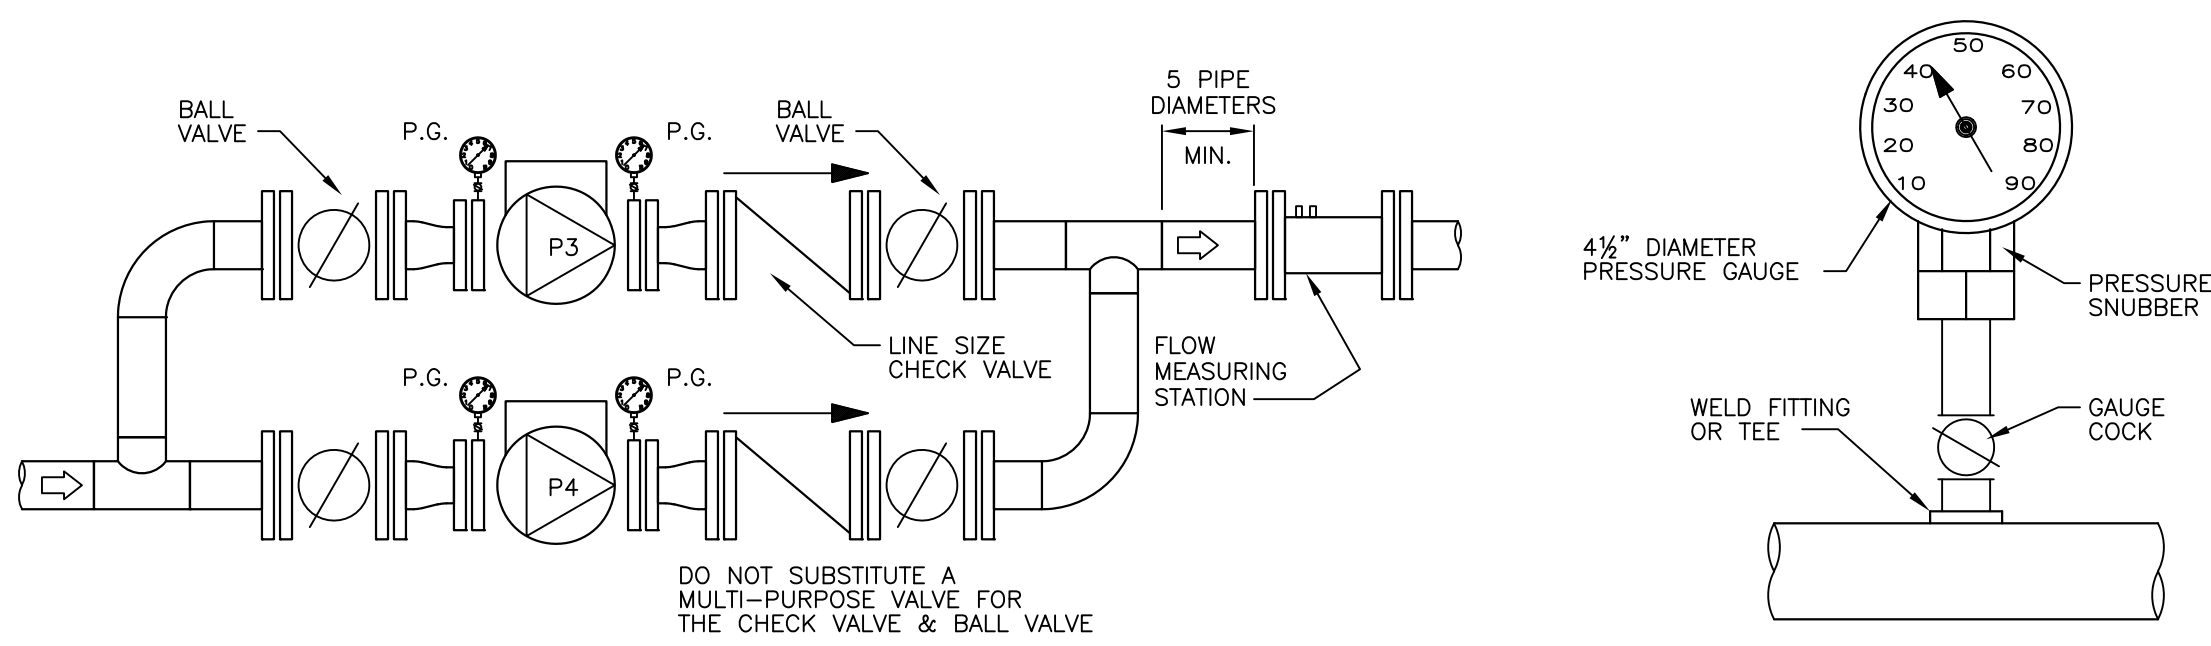 BALL
VALVE
P.G.
P.G.
BALL
VALVE
5 PIPE
DIAMETERS
MIN.
P3
LINE SIZE
CHECK VALVE
FLOW
MEASURING
STATION
P.G.
P.G.
P4
DO NOT SUBSTITUTE A
MULTI-PURPOSE VALVE FOR
THE CHECK VALVE & BALL VALVE
10
20
30
40
50
60
70
80
90
4½" DIAMETER
PRESSURE GAUGE
PRESSURE
SNUBBER
WELD FITTING
OR TEE
GAUGE
COCK